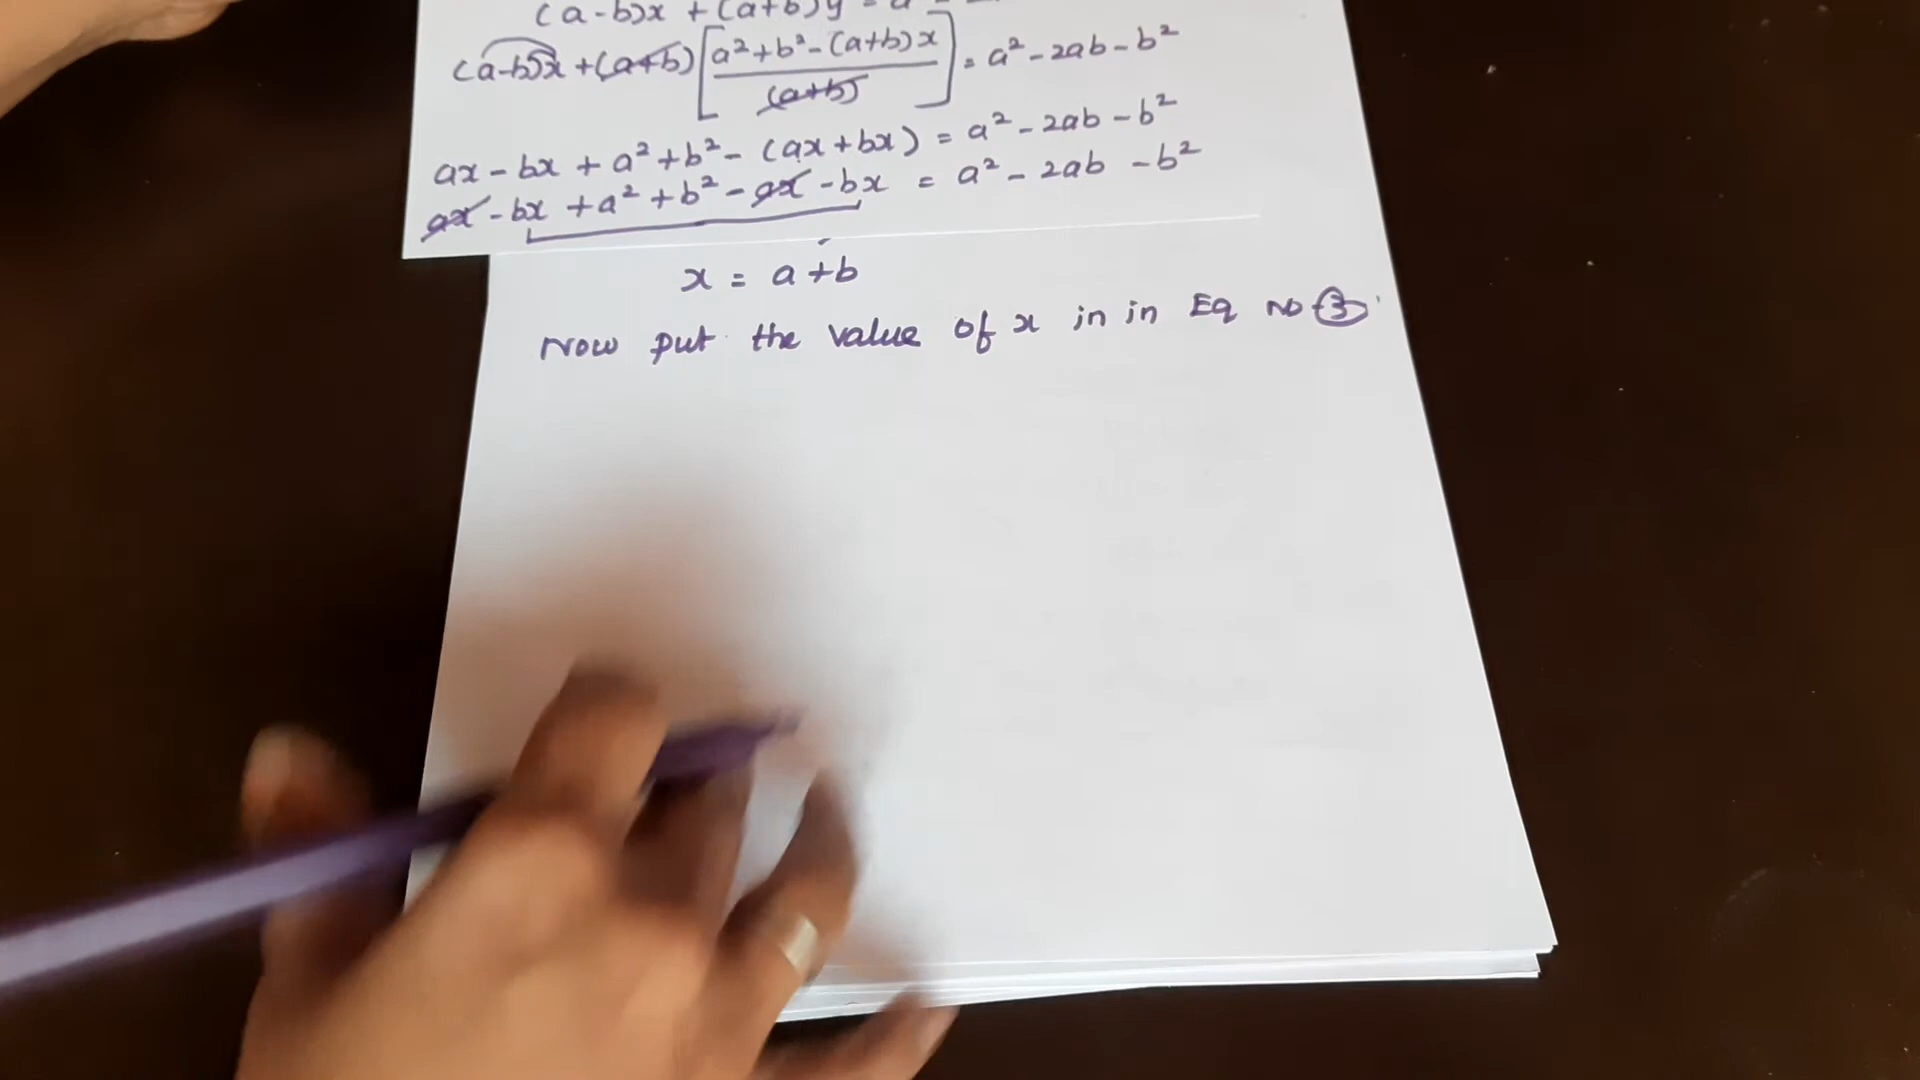 (a-b)x + (a+b)y = a
(a-b)x + (a+b) [a²+b²-(a+b)x / (a+b)] = a² - 2ab - b²
ax - bx + a² + b² - (ax + bx) = a² - 2ab - b²
ax - bx + a² + b² - ax - bx = a² - 2ab - b²
x = a+b
Now put the value of x in in Eq no ③